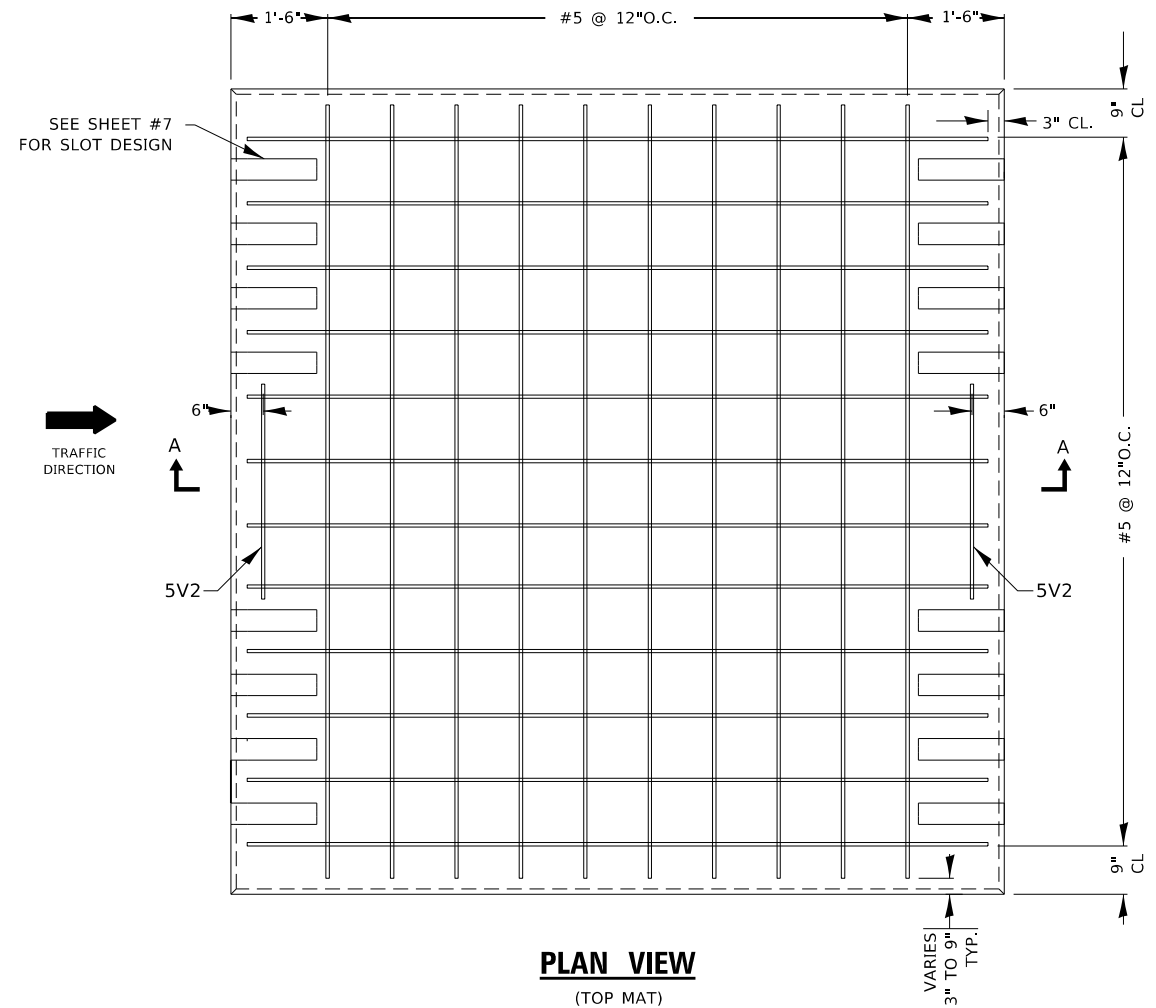 1'-6"
#5 @ 12"O.C.
1'-6"
SEE SHEET #7
FOR SLOT DESIGN
9"
CL
3" CL.
6"
6"
TRAFFIC
DIRECTION
A
A
#5 @ 12"O.C.
5V2
5V2
9"
CL
VARIES
3" TO 9"
TYP.
PLAN VIEW
(TOP MAT)